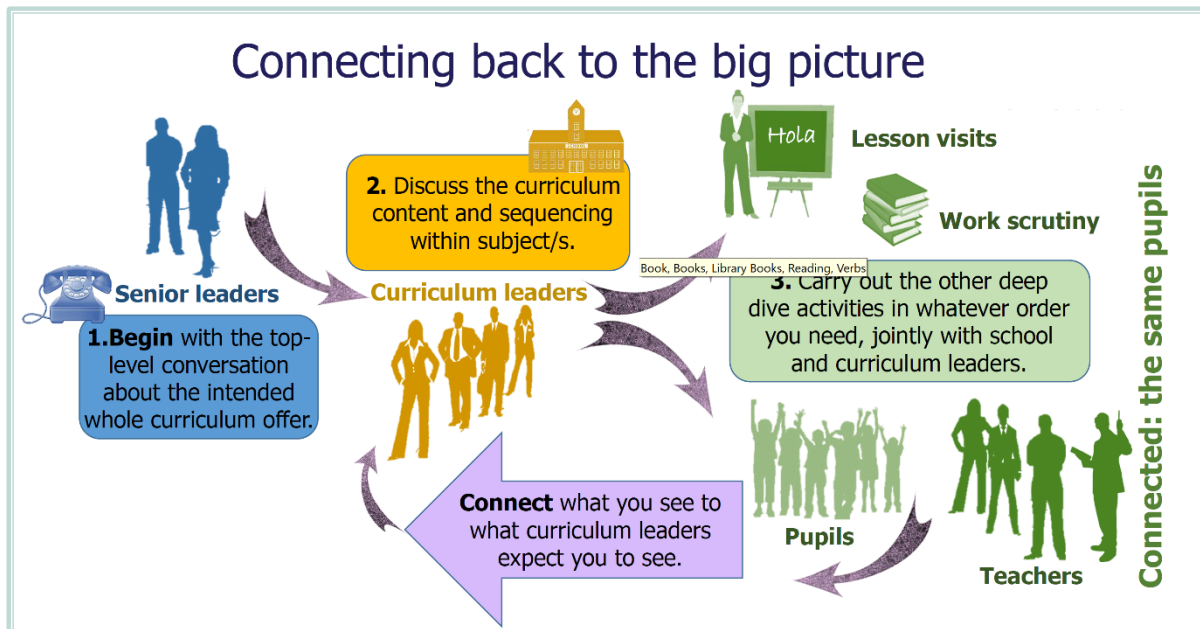 Connecting back to the big picture
Hola
Lesson visits
SCHOOL
2. Discuss the curriculum
content and sequencing
within subject/s.
Work scrutiny
Book, Books, Library Books, Reading, Verbs
Senior leaders
Curriculum leaders
1.Begin with the top-
level conversation
about the intended
whole curriculum offer.
3. Carry out the other deep
dive activities in whatever order
you need, jointly with school
and curriculum leaders.
Connect what you see to
what curriculum leaders
expect you to see.
Pupils
Teachers
Connected: the same pupils